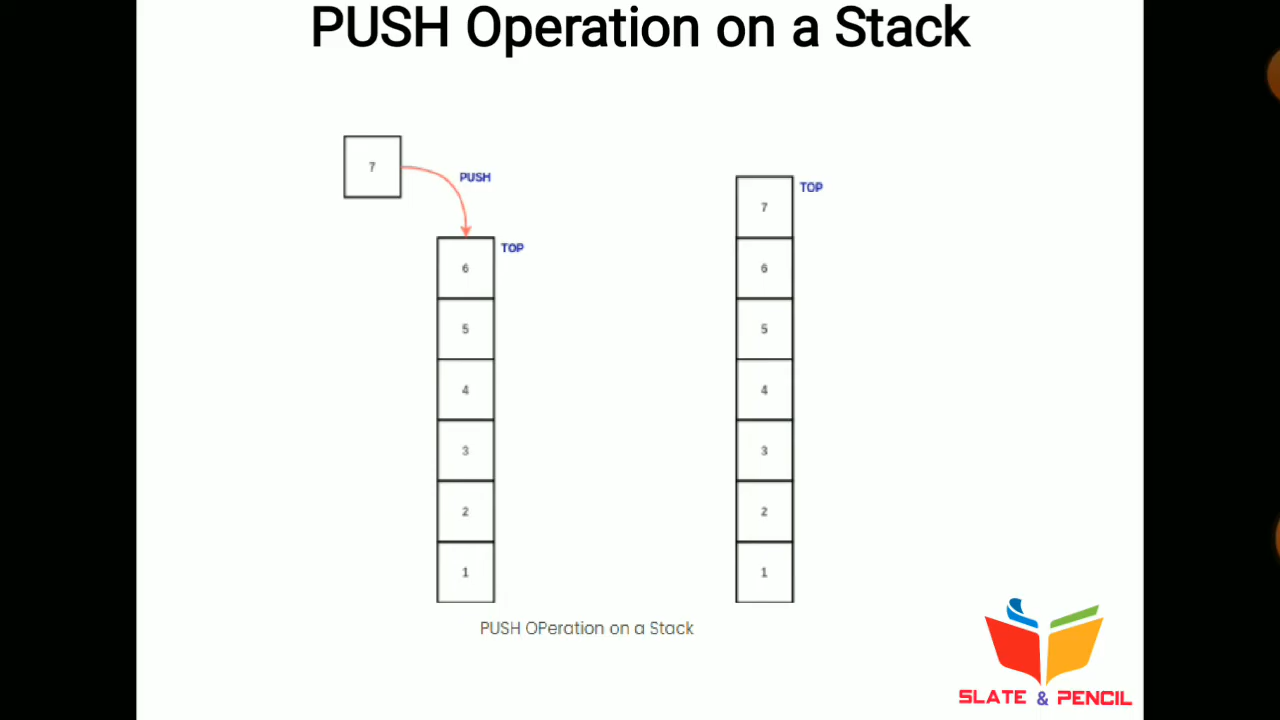 PUSH Operation on a Stack
7
PUSH
TOP
6
5
4
3
2
1
TOP
7
6
5
4
3
2
1
PUSH OPeration on a Stack
SLATE & PENCIL